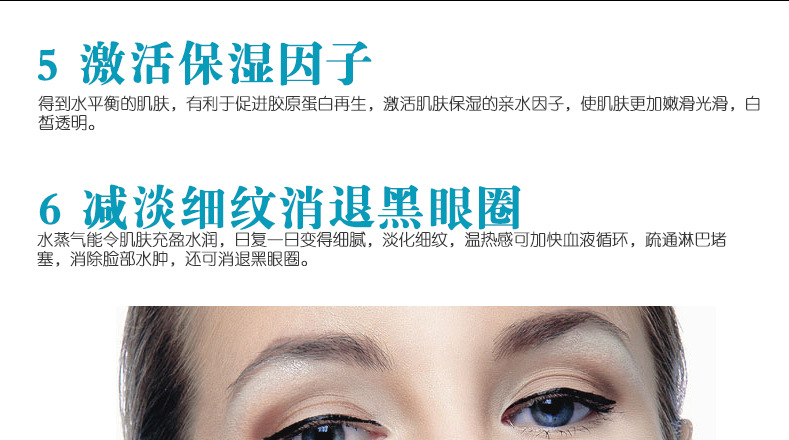 5 激活保湿因子
得到水平衡的肌肤，有利于促进胶原蛋白再生，激活肌肤保湿的亲水因子，使肌肤更加嫩滑光滑，白
皙透明。
6 减淡细纹消退黑眼圈
水蒸气能令肌肤充盈水润，日复一日变得细腻，淡化细纹，温热感可加快血液循环，疏通淋巴堵
塞，消除脸部水肿，还可消退黑眼圈。